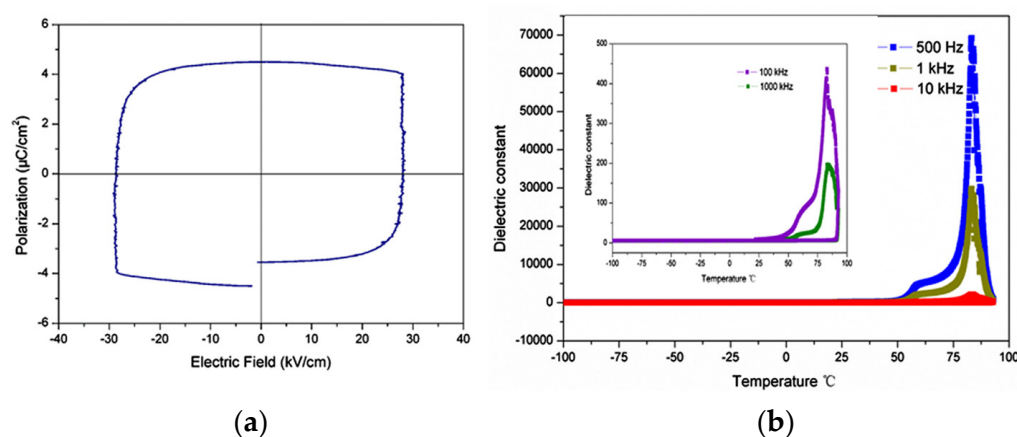 6
4
2
0
-2
-4
-6
-40 -30 -20 -10 0 10 20 30 40
Polarization (μC/cm²)
Electric Field (kV/cm)
(a)
70000
60000
50000
40000
30000
20000
10000
0
-10000
-100 -75 -50 -25 0 25 50 75 100
Dielectric constant
Temperature ℃
500 Hz
1 kHz
10 kHz
500
400
300
200
100
0
-100 -75 -50 -25 0 25 50 75 100
Dielectric constant
Temperature ℃
100 kHz
1000 kHz
(b)